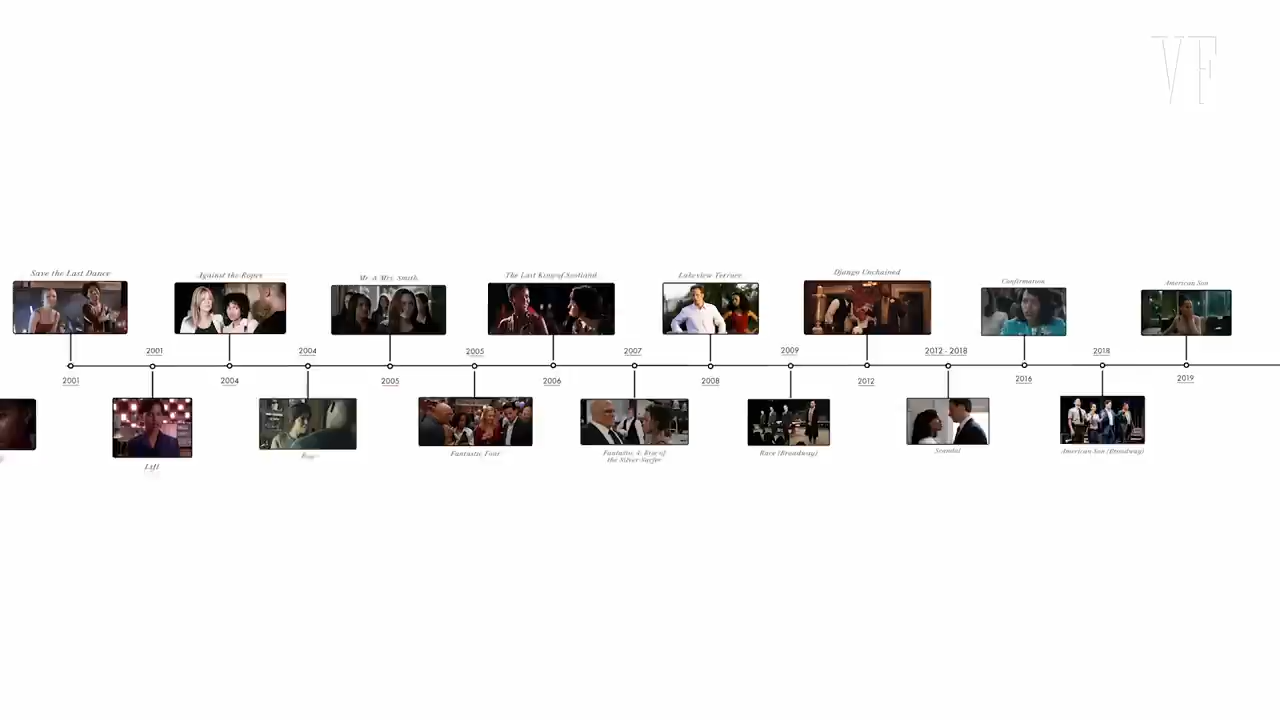 VF
Save the Last Dance
Against the Ropes
Mr. & Mrs. Smith
The Last King of Scotland
Lakeview Terrace
Django Unchained
Confirmation
American Son
2001
2004
2005
2007
2009
2012 - 2018
2018
2001
2004
2005
2006
2008
2012
2016
2019
Lift
Fantastic Four
Fantastic 4: Rise of
the Silver Surfer
Race (Broadway)
Scandal
American Son (Broadway)